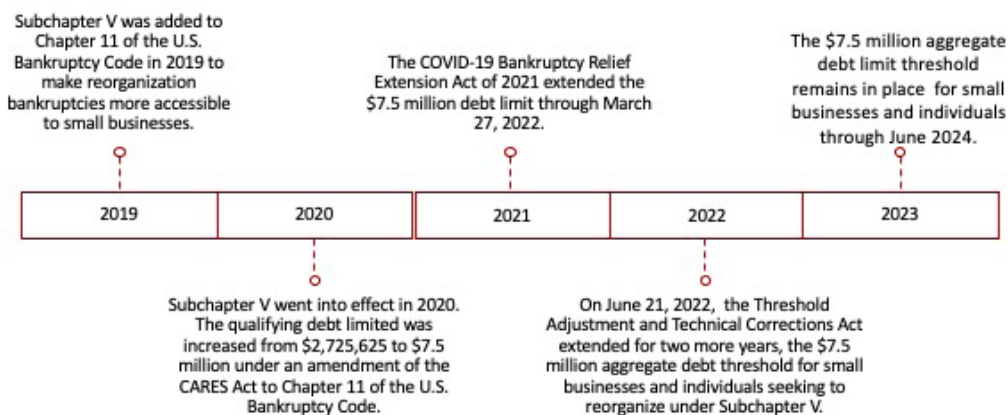 Subchapter V was added to
Chapter 11 of the U.S.
Bankruptcy Code in 2019 to
make reorganization
bankruptcies more accessible
to small businesses.
The COVID-19 Bankruptcy Relief
Extension Act of 2021 extended the
$7.5 million debt limit through March
27, 2022.
The $7.5 million aggregate
debt limit threshold
remains in place for small
businesses and individuals
through June 2024.
2019
2020
2021
2022
2023
Subchapter V went into effect in 2020.
The qualifying debt limited was
increased from $2,725,625 to $7.5
million under an amendment of the
CARES Act to Chapter 11 of the U.S.
Bankruptcy Code.
On June 21, 2022, the Threshold
Adjustment and Technical Corrections Act
extended for two more years, the $7.5
million aggregate debt threshold for small
businesses and individuals seeking to
reorganize under Subchapter V.